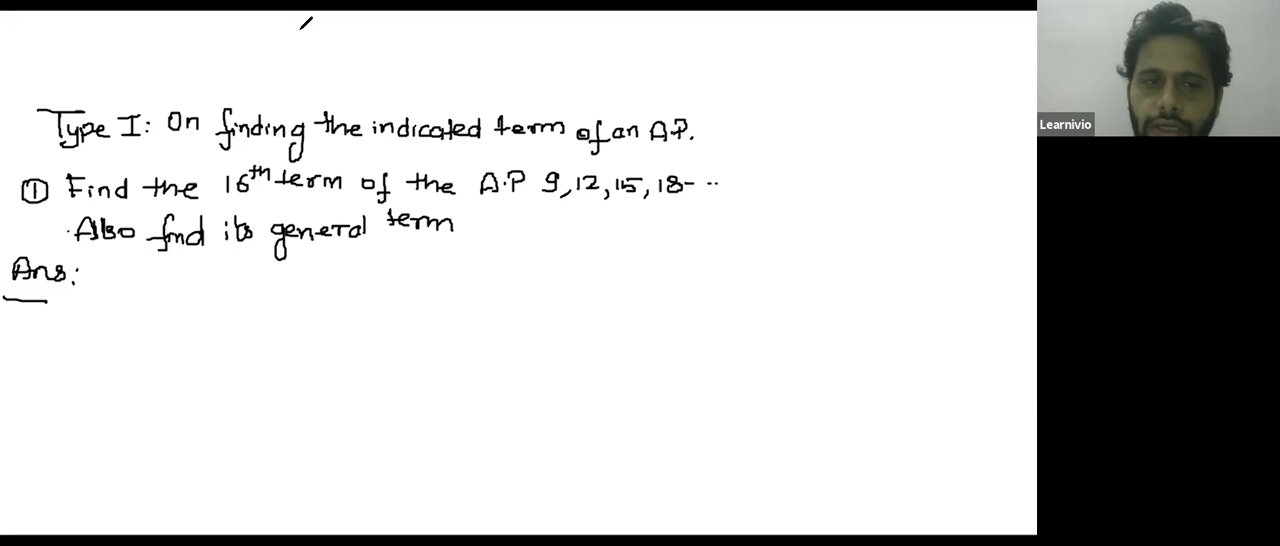 Type I: On finding the indicated term of an A.P.
① Find the 16th term of the A.P 9,12,15,18- --
Also find its general term
Ans:
Learnivio